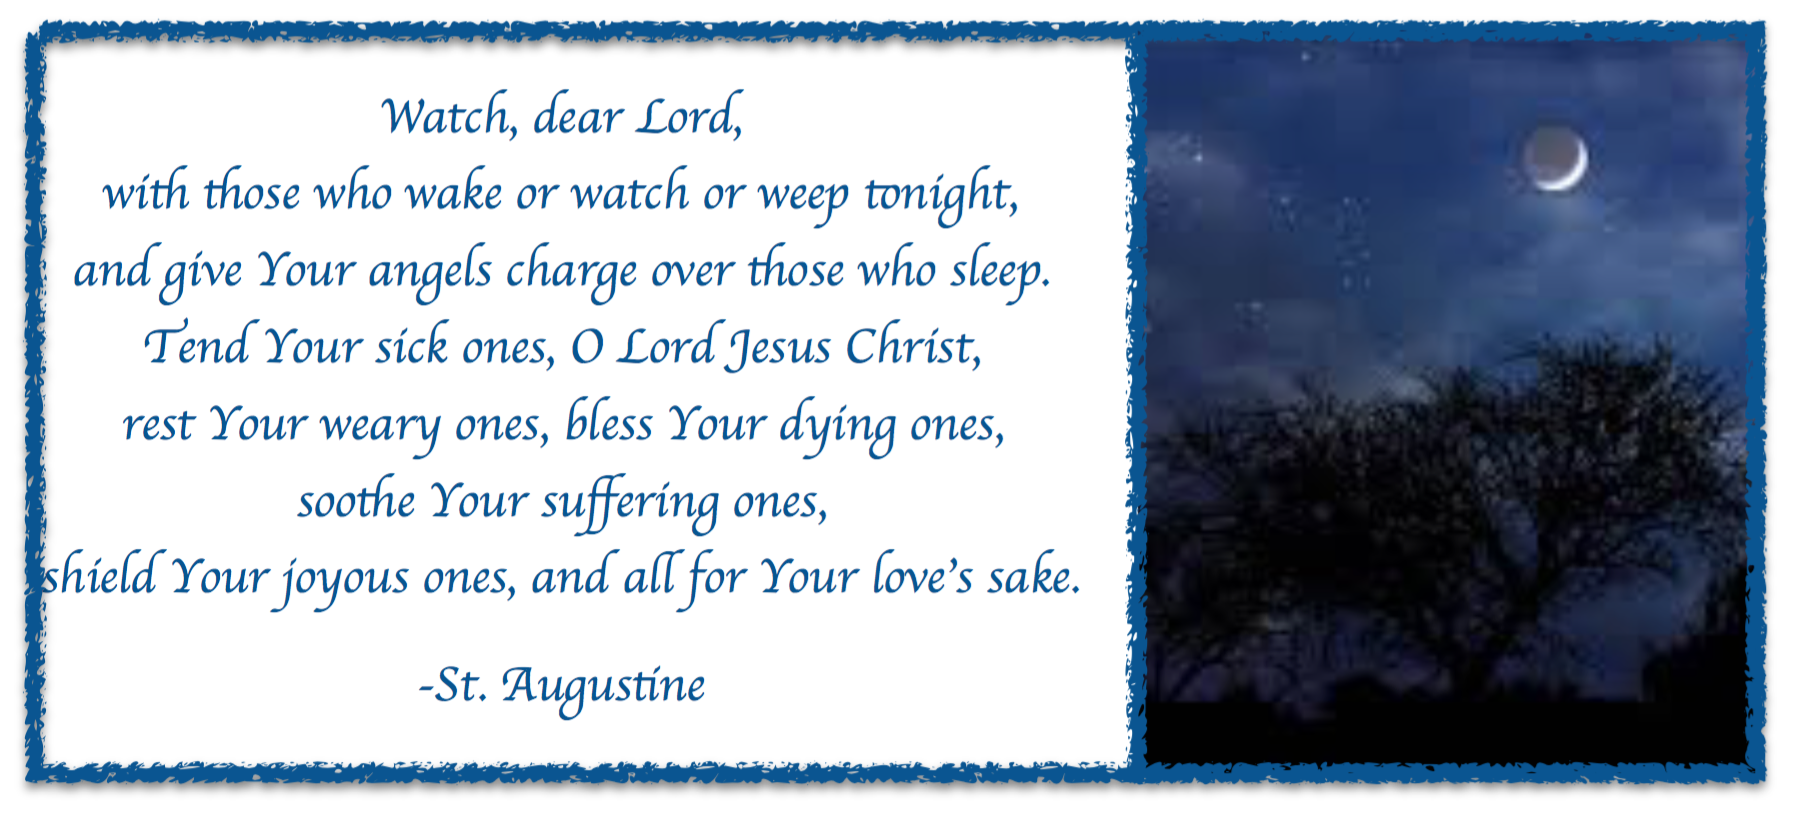 Watch, dear Lord,
with those who wake or watch or weep tonight,
and give Your angels charge over those who sleep.
Tend Your sick ones, O Lord Jesus Christ,
rest Your weary ones, bless Your dying ones,
soothe Your suffering ones,
shield Your joyous ones, and all for Your love’s sake.
-St. Augustine